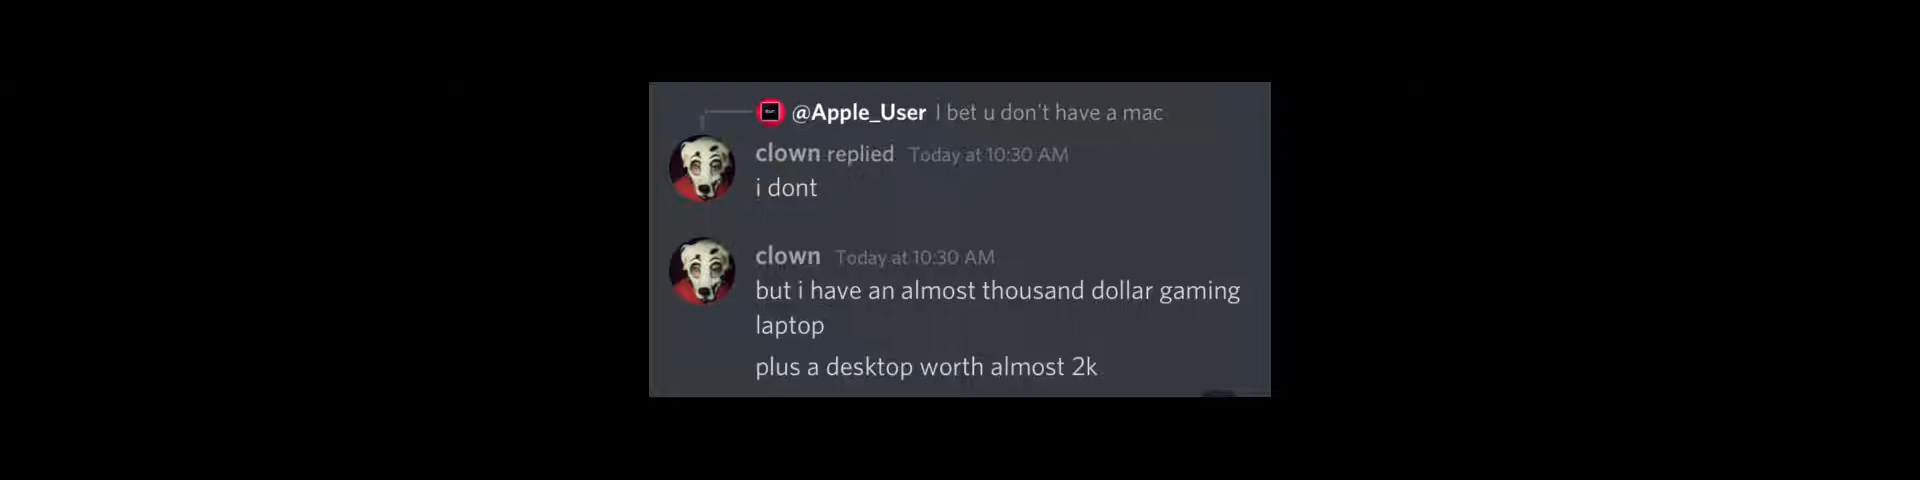 @Apple_User I bet u don't have a mac
clown replied Today at 10:30 AM
i dont
clown Today at 10:30 AM
but i have an almost thousand dollar gaming
laptop
plus a desktop worth almost 2k